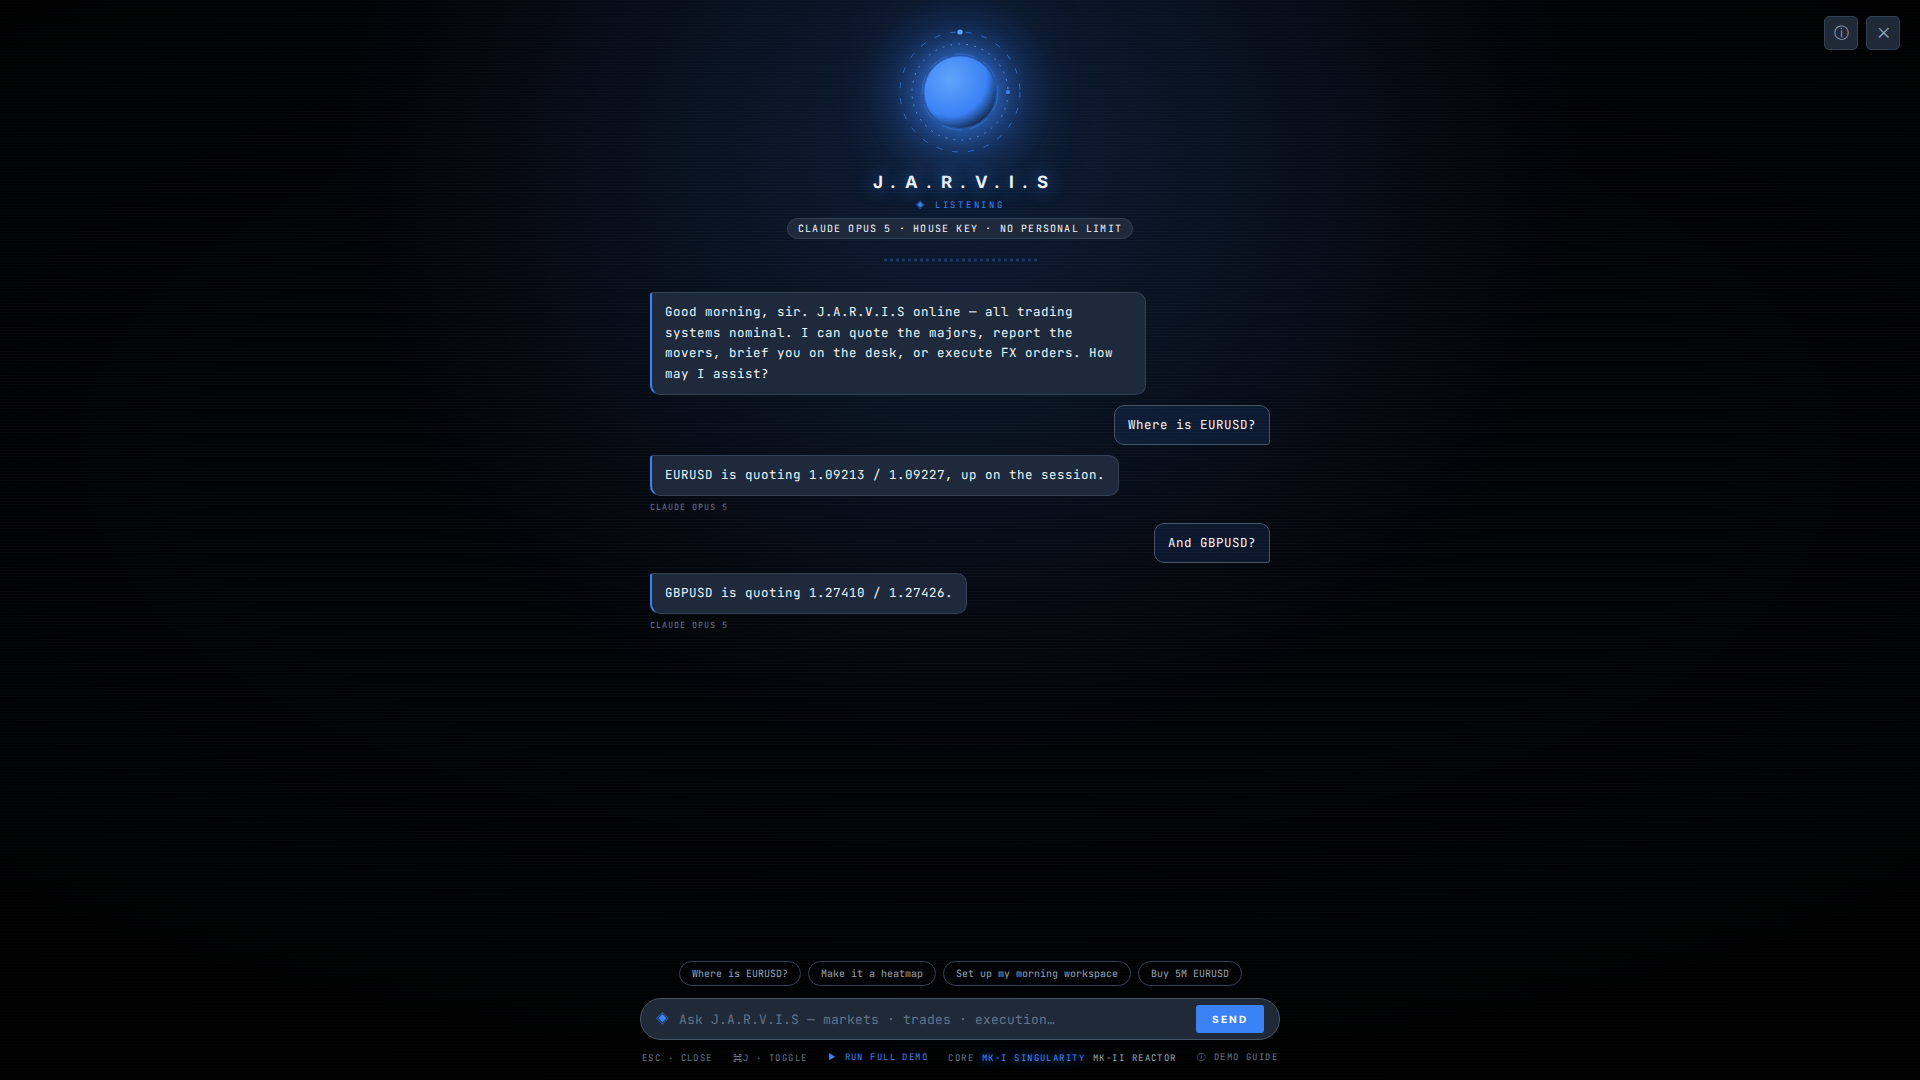 J.A.R.V.I.S
◈ LISTENING
CLAUDE OPUS 5 · HOUSE KEY · NO PERSONAL LIMIT
Good morning, sir. J.A.R.V.I.S online — all trading
systems nominal. I can quote the majors, report the
movers, brief you on the desk, or execute FX orders. How
may I assist?
Where is EURUSD?
EURUSD is quoting 1.09213 / 1.09227, up on the session.
CLAUDE OPUS 5
And GBPUSD?
GBPUSD is quoting 1.27410 / 1.27426.
CLAUDE OPUS 5
Where is EURUSD? Make it a heatmap Set up my morning workspace Buy 5M EURUSD
◈ Ask J.A.R.V.I.S — markets · trades · execution… SEND
ESC · CLOSE ⌘J · TOGGLE ▶ RUN FULL DEMO CORE MK-I SINGULARITY MK-II REACTOR ⓘ DEMO GUIDE